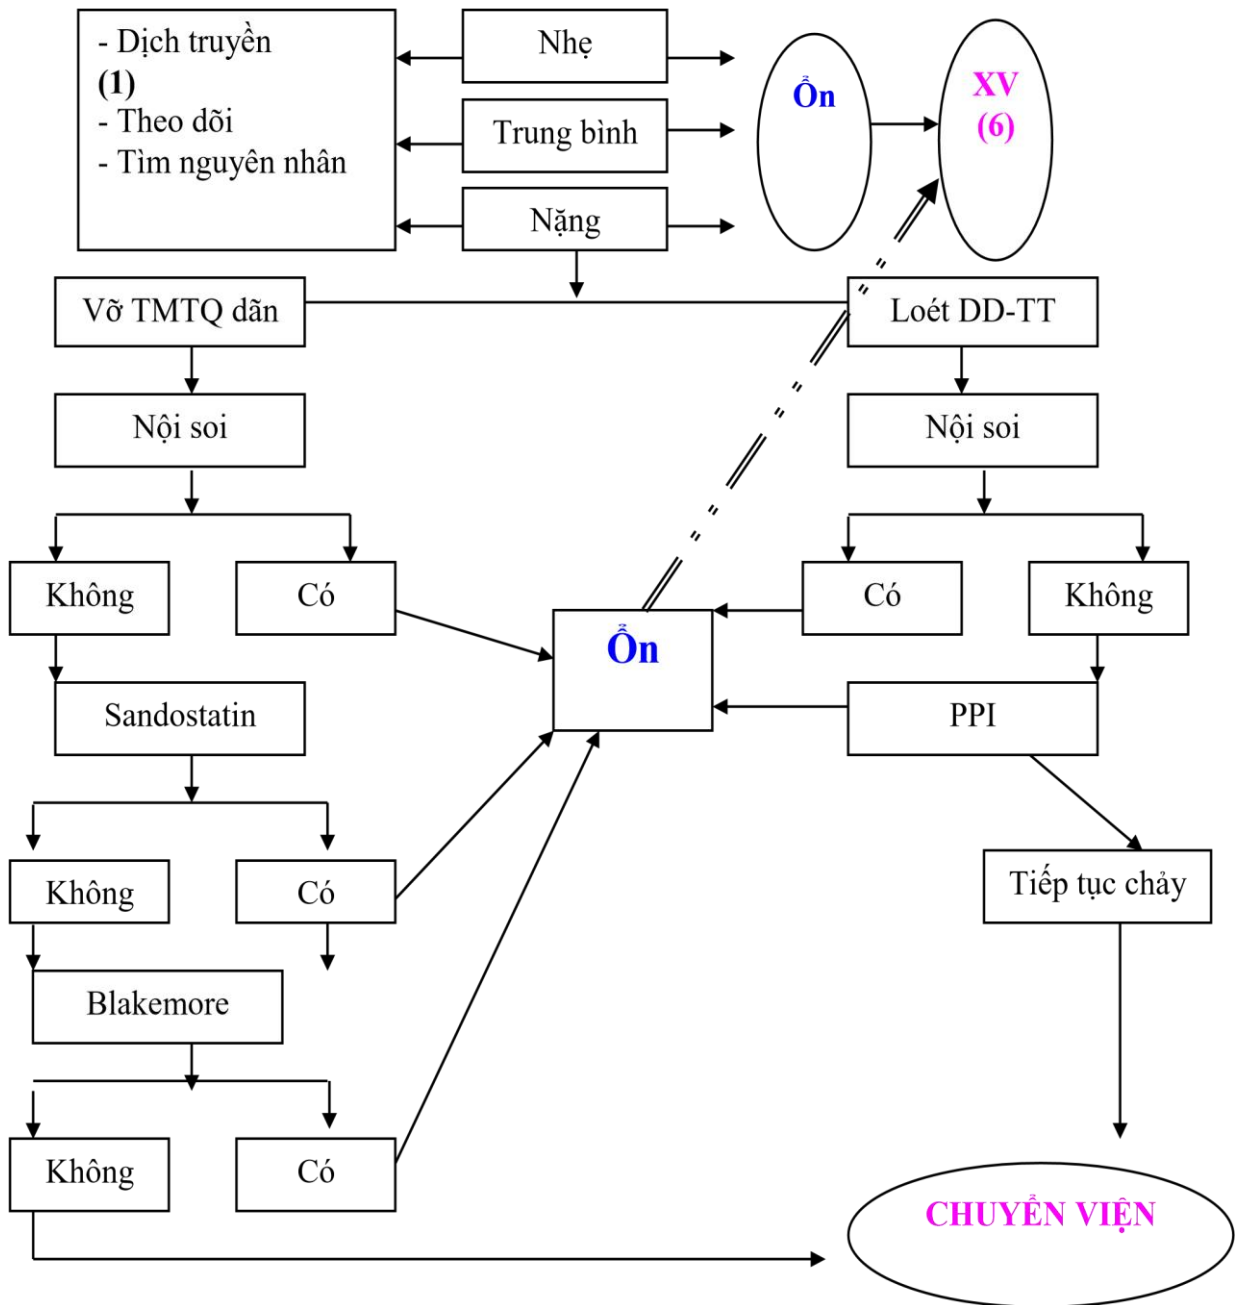 - Dịch truyền
(1)
- Theo dõi
- Tìm nguyên nhân
Nhẹ
Trung bình
Nặng
Ổn
XV
(6)
Vỡ TMTQ dãn
Loét DD-TT
Nội soi
Nội soi
Không
Có
Ổn
Có
Không
Sandostatin
PPI
Không
Có
Tiếp tục chảy
Blakemore
Không
Có
CHUYỂN VIỆN